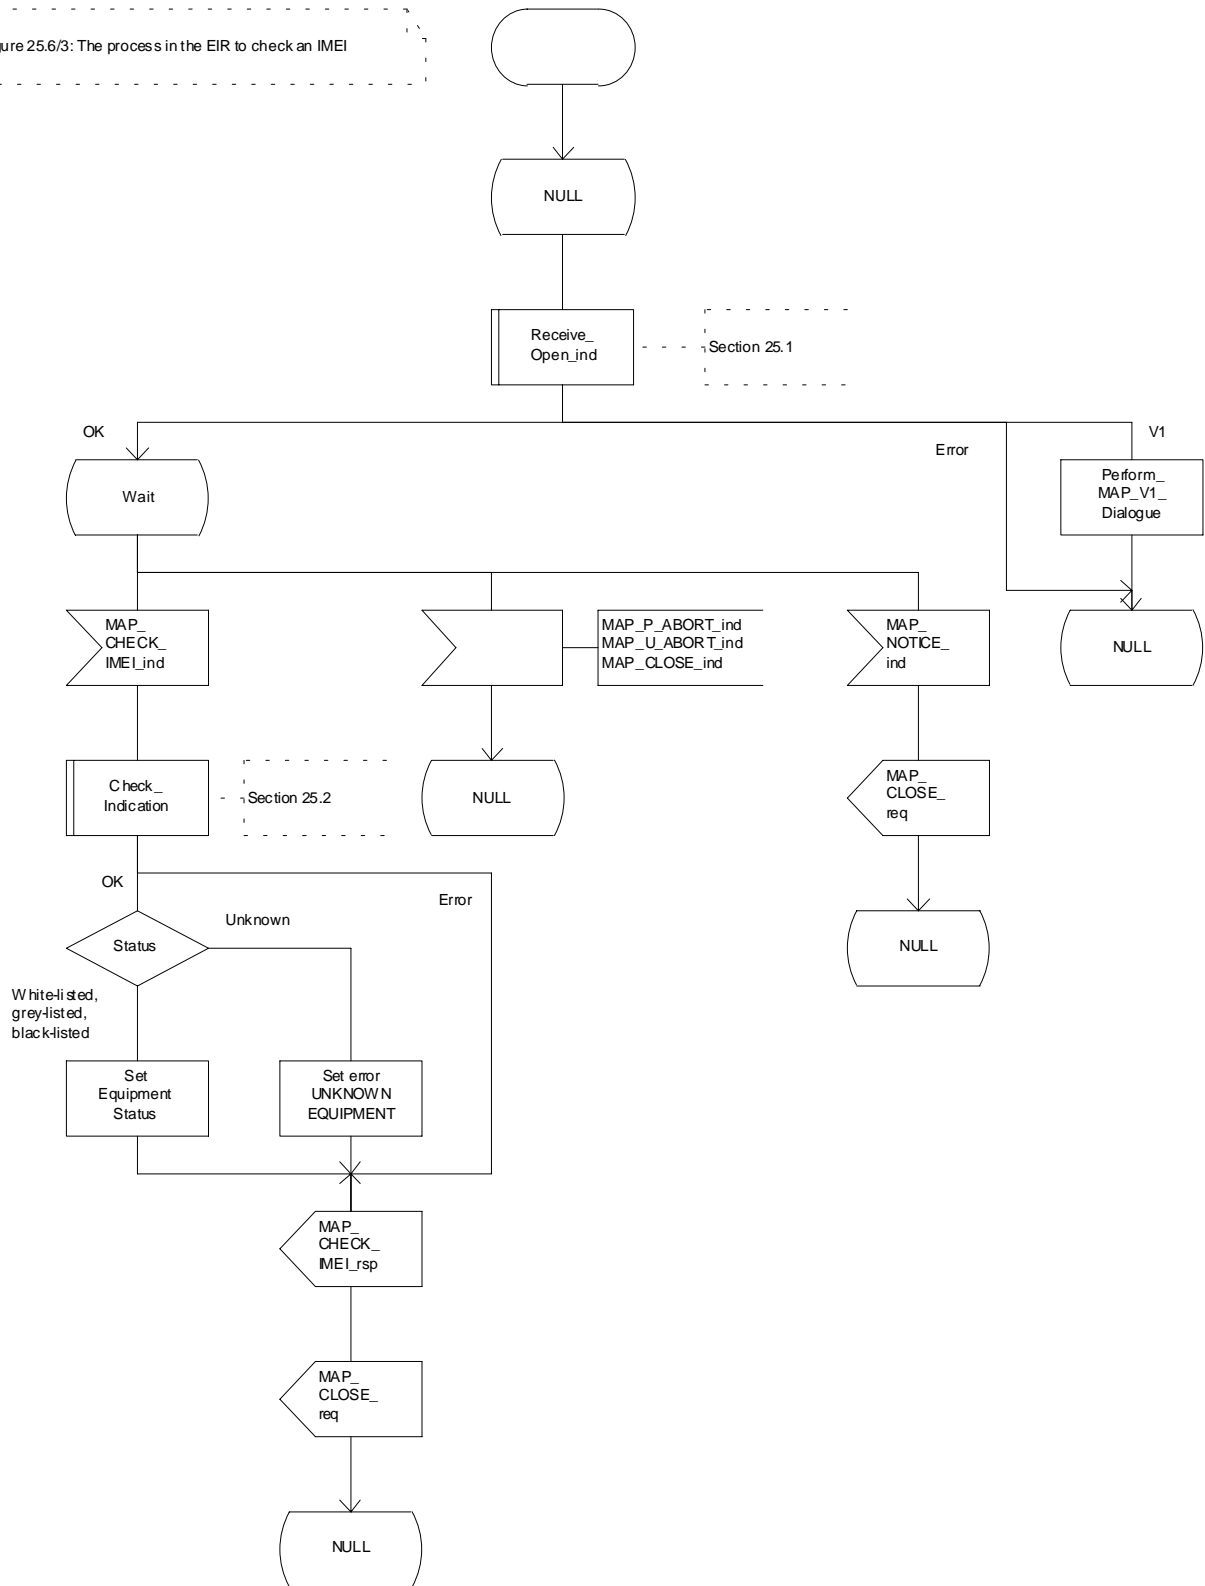 ure 25.6/3: The process in the EIR to check an IMEI
NULL
Receive_
Open_ind
Section 25.1
OK
Error
V1
Wait
Perform_
MAP_V1_
Dialogue
MAP_
CHECK_
IMEI_ind
MAP_P_ABORT_ind
MAP_U_ABORT_ind
MAP_CLOSE_ind
MAP_
NOTICE_
ind
NULL
Check_
Indication
Section 25.2
NULL
MAP_
CLOSE_
req
OK
Error
Unknown
Status
NULL
White-listed,
grey-listed,
black-listed
Set
Equipment
Status
Set error
UNKNOWN
EQUIPMENT
MAP_
CHECK_
IMEI_rsp
MAP_
CLOSE_
req
NULL